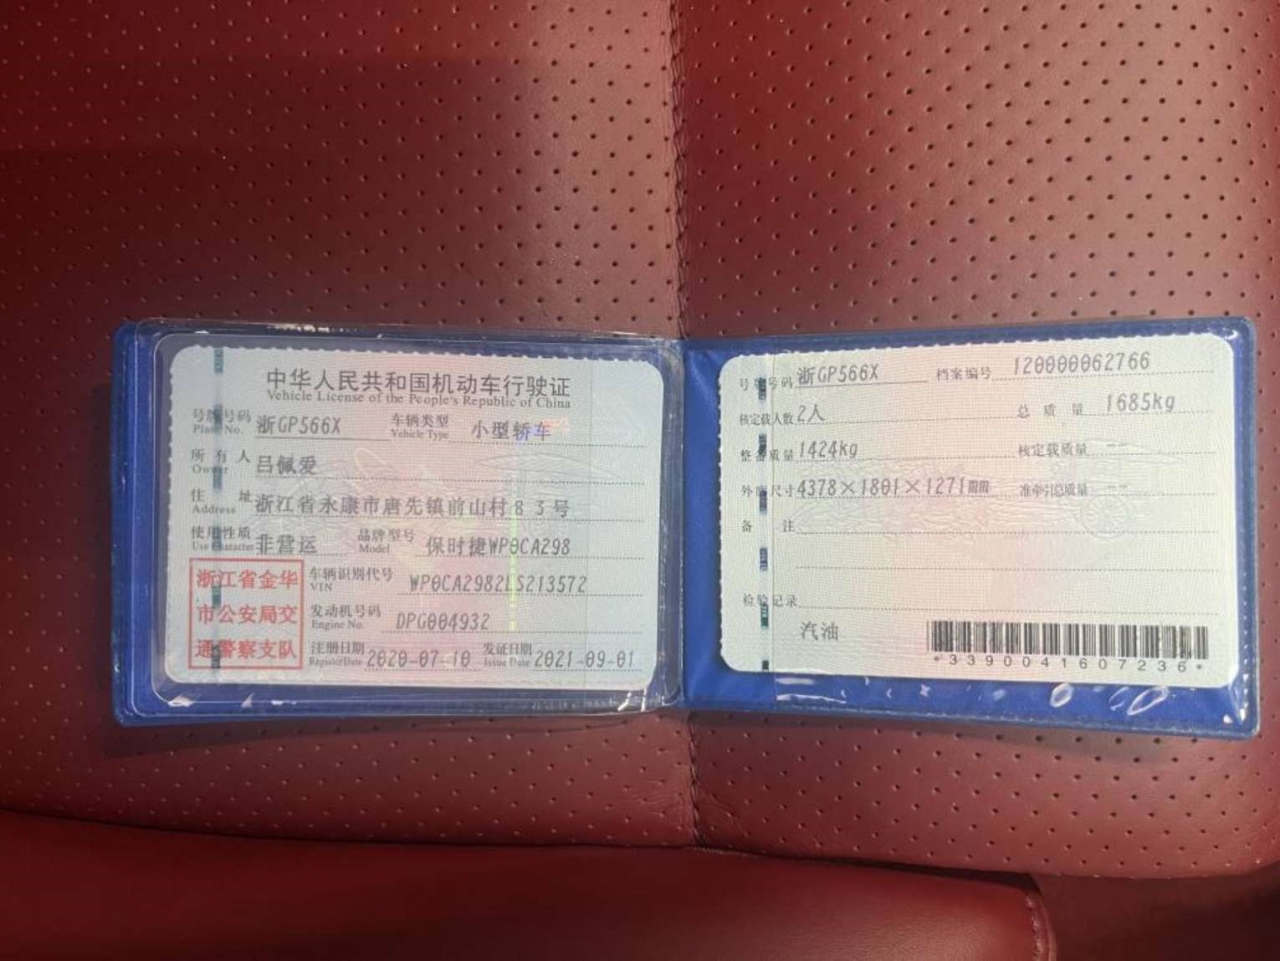 中华人民共和国机动车行驶证
Vehicle License of the People's Republic of China
号牌号码 Plate No. 浙GP566X 车辆类型 Vehicle Type 小型轿车
所有人 Owner 吕佩爱
住址 Address 浙江省永康市唐先镇前山村83号
使用性质 Use Character 非营运 品牌型号 Model 保时捷WP0CA298
浙江省金华市公安局交通警察支队
车辆识别代号 VIN WP0CA2982LS213572
发动机号码 Engine No. DPG004932
注册日期 Register Date 2020-07-10 发证日期 Issue Date 2021-09-01
号牌号码 浙GP566X 档案编号 120000062766
核定载人数 2人 总质量 1685kg
整备质量 1424kg 核定载质量 --
外廓尺寸 4378×1801×1271mm 准牵引总质量 --
备注
检验记录
汽油
*3390041607236*